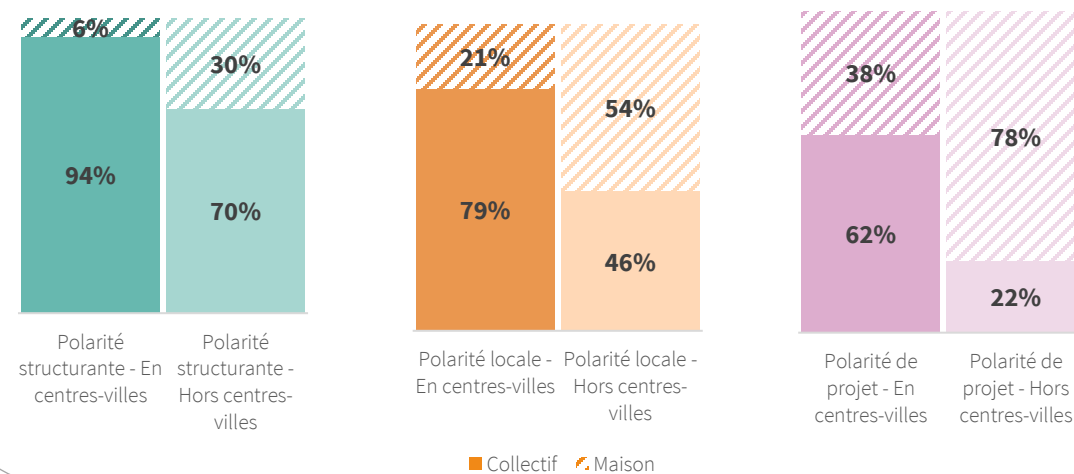 6%
30%
94%
70%
Polarité
structurante - En
centres-villes
Polarité
structurante -
Hors centres-
villes
21%
54%
79%
46%
Polarité locale -
En centres-villes
Polarité locale -
Hors centres-
villes
38%
78%
62%
22%
Polarité de
projet - En
centres-villes
Polarité de
projet - Hors
centres-villes
Collectif
Maison